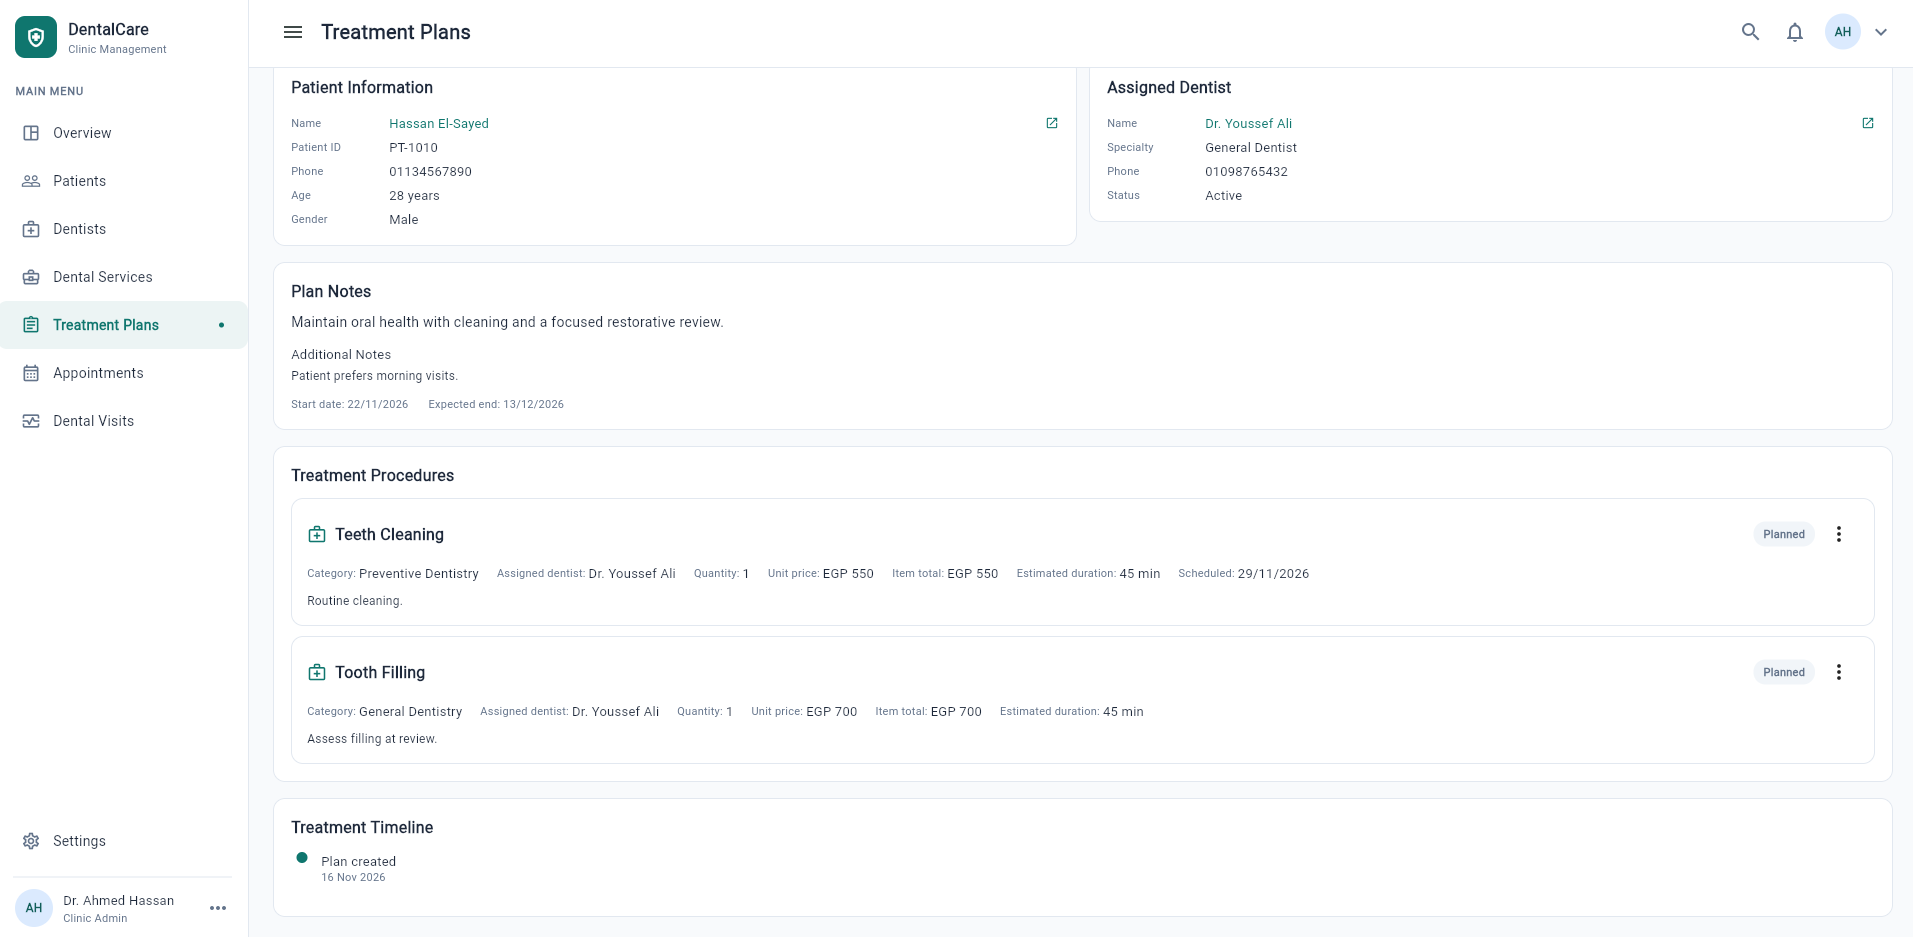 DentalCare
Clinic Management
MAIN MENU
Overview
Patients
Dentists
Dental Services
Treatment Plans
Appointments
Dental Visits
Settings
AH
Dr. Ahmed Hassan
Clinic Admin
Treatment Plans
AH
Patient Information
Name Hassan El-Sayed
Patient ID PT-1010
Phone 01134567890
Age 28 years
Gender Male
Assigned Dentist
Name Dr. Youssef Ali
Specialty General Dentist
Phone 01098765432
Status Active
Plan Notes
Maintain oral health with cleaning and a focused restorative review.
Additional Notes
Patient prefers morning visits.
Start date: 22/11/2026 Expected end: 13/12/2026
Treatment Procedures
Teeth Cleaning Planned
Category: Preventive Dentistry Assigned dentist: Dr. Youssef Ali Quantity: 1 Unit price: EGP 550 Item total: EGP 550 Estimated duration: 45 min Scheduled: 29/11/2026
Routine cleaning.
Tooth Filling Planned
Category: General Dentistry Assigned dentist: Dr. Youssef Ali Quantity: 1 Unit price: EGP 700 Item total: EGP 700 Estimated duration: 45 min
Assess filling at review.
Treatment Timeline
Plan created
16 Nov 2026